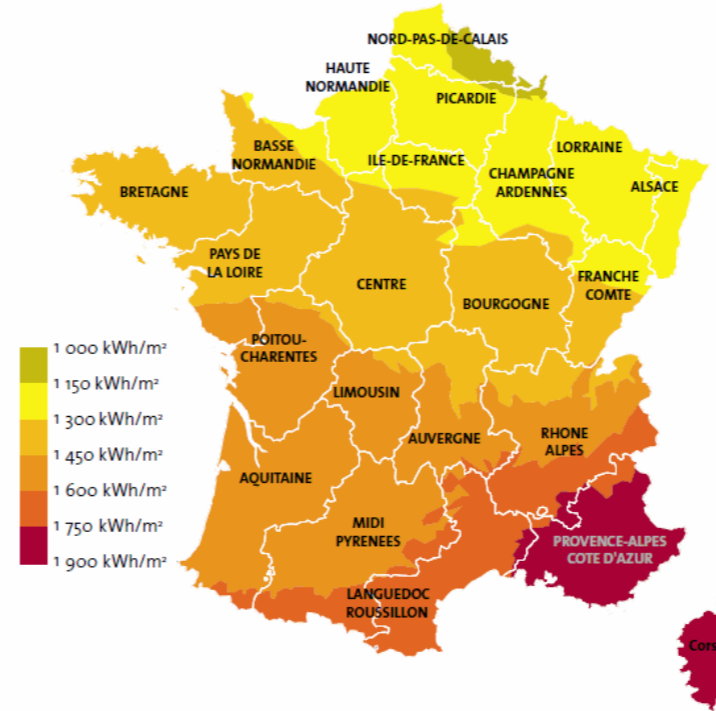 NORD-PAS-DE-CALAIS
HAUTE
NORMANDIE
PICARDIE
BASSE
NORMANDIE
ILE-DE-FRANCE
LORRAINE
CHAMPAGNE
ARDENNES
ALSACE
BRETAGNE
PAYS DE
LA LOIRE
CENTRE
BOURGOGNE
FRANCHE
COMTE
POITOU-
CHARENTES
LIMOUSIN
AUVERGNE
RHONE
ALPES
AQUITAINE
MIDI
PYRENEES
PROVENCE-ALPES
COTE D'AZUR
LANGUEDOC
ROUSSILLON
Cors
1 000 kWh/m²
1 150 kWh/m²
1 300 kWh/m²
1 450 kWh/m²
1 600 kWh/m²
1 750 kWh/m²
1 900 kWh/m²